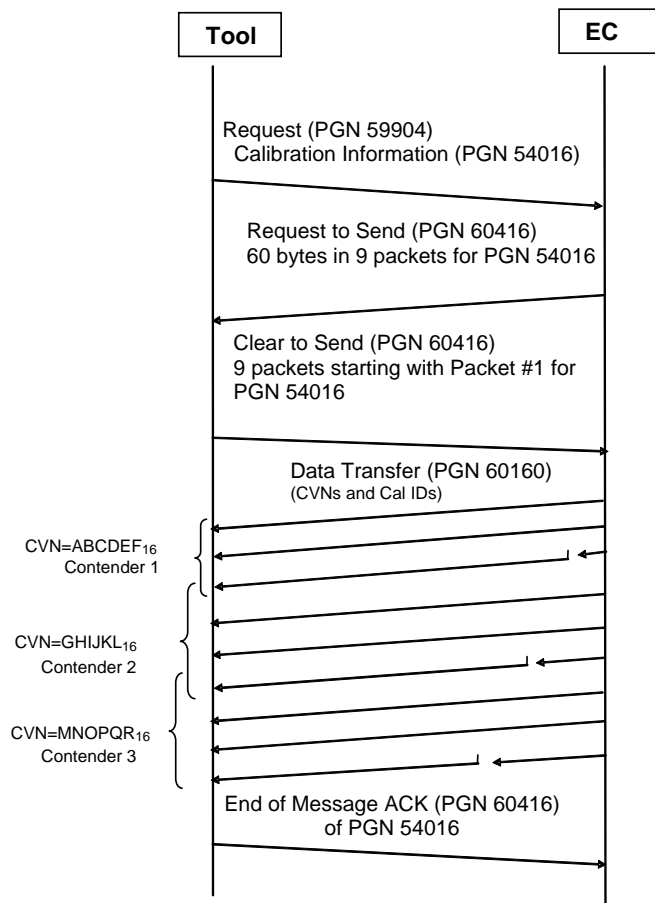 Tool
EC
Request (PGN 59904)
Calibration Information (PGN 54016)
Request to Send (PGN 60416)
60 bytes in 9 packets for PGN 54016
Clear to Send (PGN 60416)
9 packets starting with Packet #1 for
PGN 54016
Data Transfer (PGN 60160)
(CVNs and Cal IDs)
CVN=ABCDEF₁₆
Contender 1
CVN=GHIJKL₁₆
Contender 2
CVN=MNOPQR₁₆
Contender 3
End of Message ACK (PGN 60416)
of PGN 54016